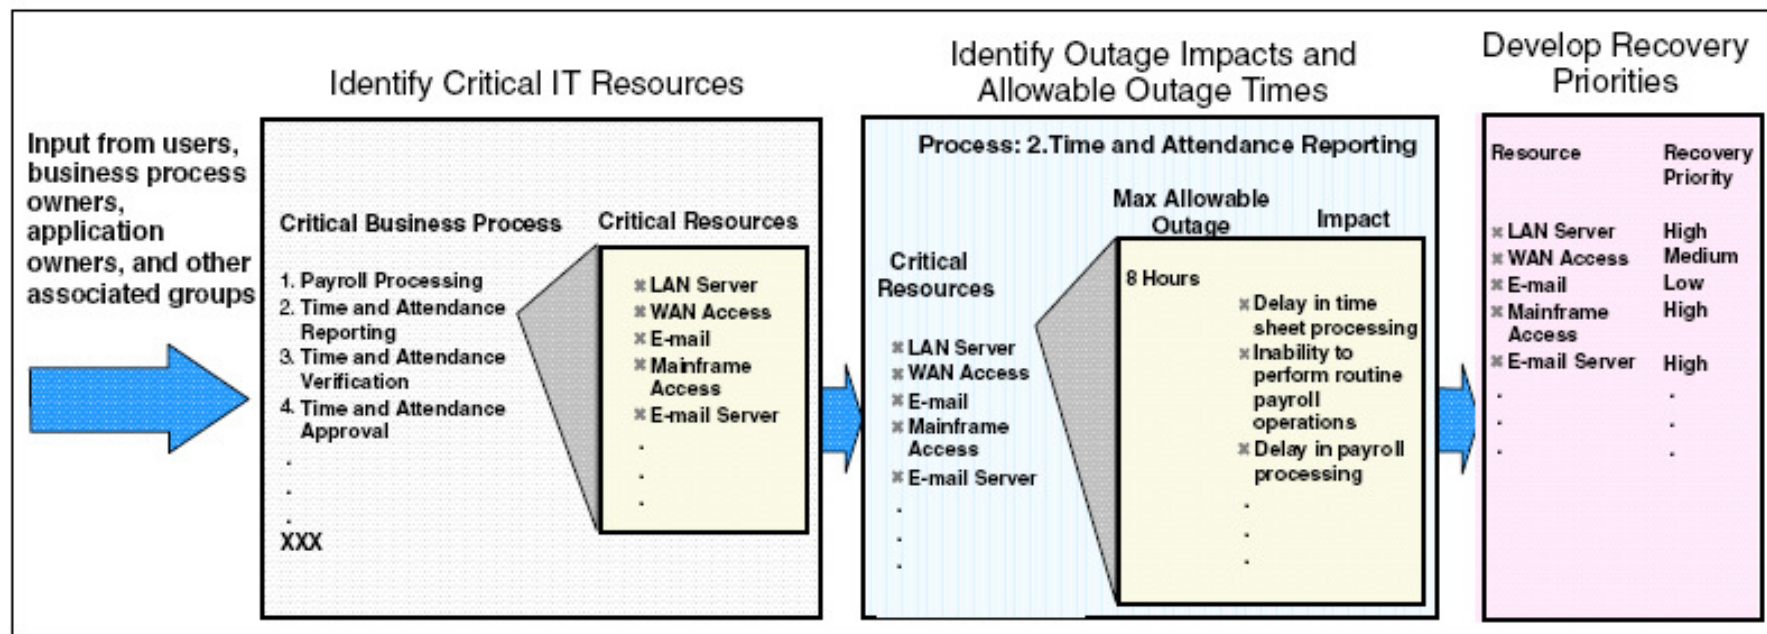 Identify Critical IT Resources
Input from users,
business process
owners,
application
owners, and other
associated groups
Critical Business Process
1. Payroll Processing
2. Time and Attendance
Reporting
3. Time and Attendance
Verification
4. Time and Attendance
Approval
.
.
.
XXX
Critical Resources
LAN Server
WAN Access
E-mail
Mainframe
Access
E-mail Server
.
.
.
Identify Outage Impacts and
Allowable Outage Times
Process: 2.Time and Attendance Reporting
Critical
Resources
LAN Server
WAN Access
E-mail
Mainframe
Access
E-mail Server
.
.
.
Max Allowable
Outage
8 Hours
Impact
Delay in time
sheet processing
Inability to
perform routine
payroll
operations
Delay in payroll
processing
.
.
.
Develop Recovery
Priorities
Resource Recovery
Priority
LAN Server High
WAN Access Medium
E-mail Low
Mainframe High
Access
E-mail Server High
. .
. .
. .